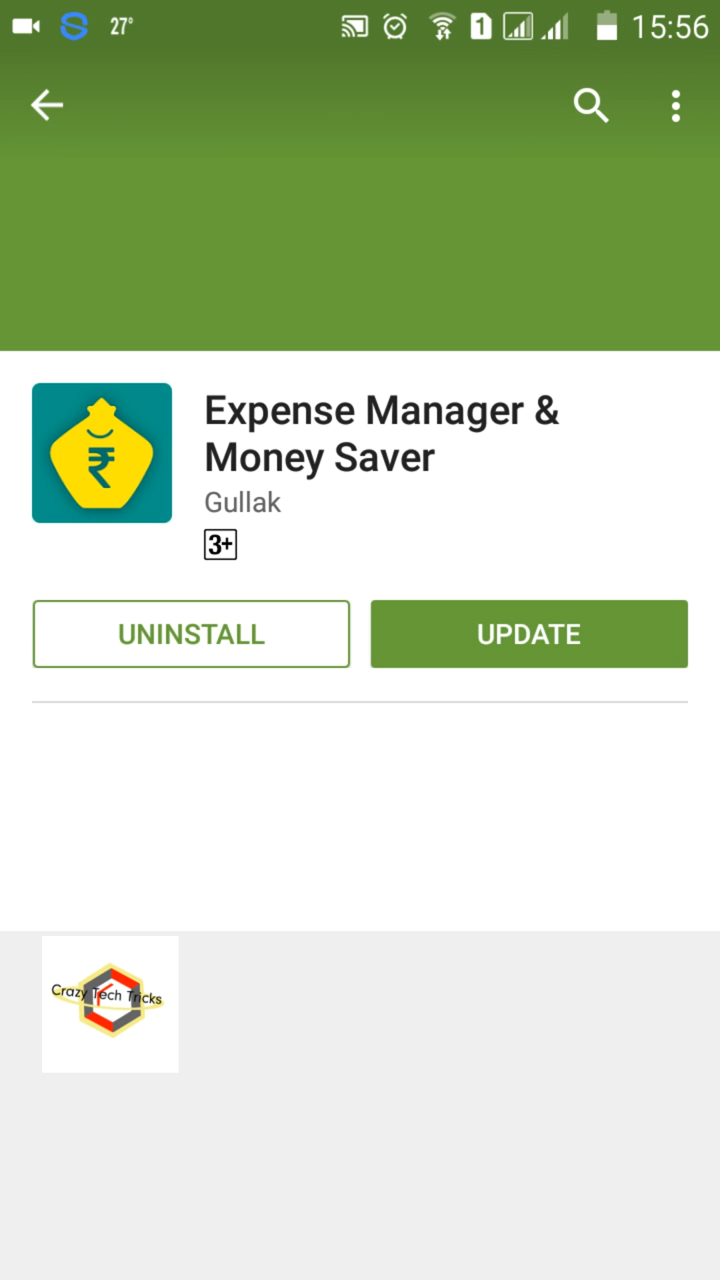 27°
1
15:56
₹
Expense Manager &
Money Saver
Gullak
3+
UNINSTALL
UPDATE
Crazy Tech Tricks